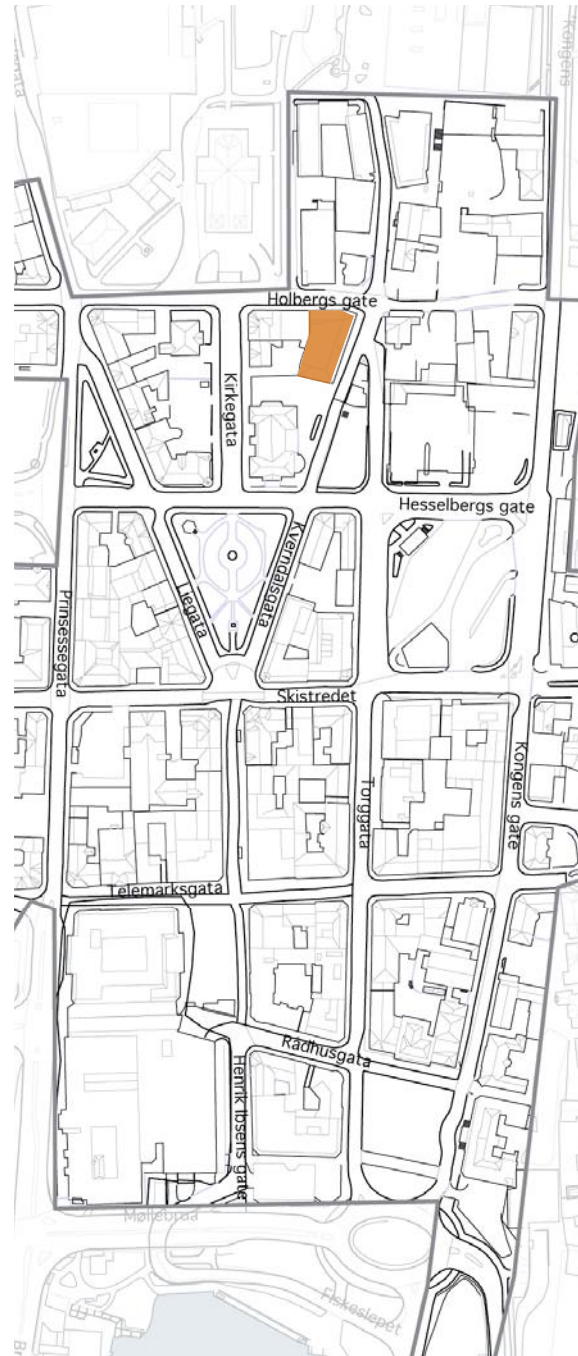 Kongens
Holbergs gate
Kirkegata
Hesselbergs gate
Kverndalsgata
Liegata
Prinsessegata
Skistredet
Torggata
Kongens gate
Telemarksgata
Rådhusgata
Henrik Ibsens gate
Møllebrua
Fiskeslepet